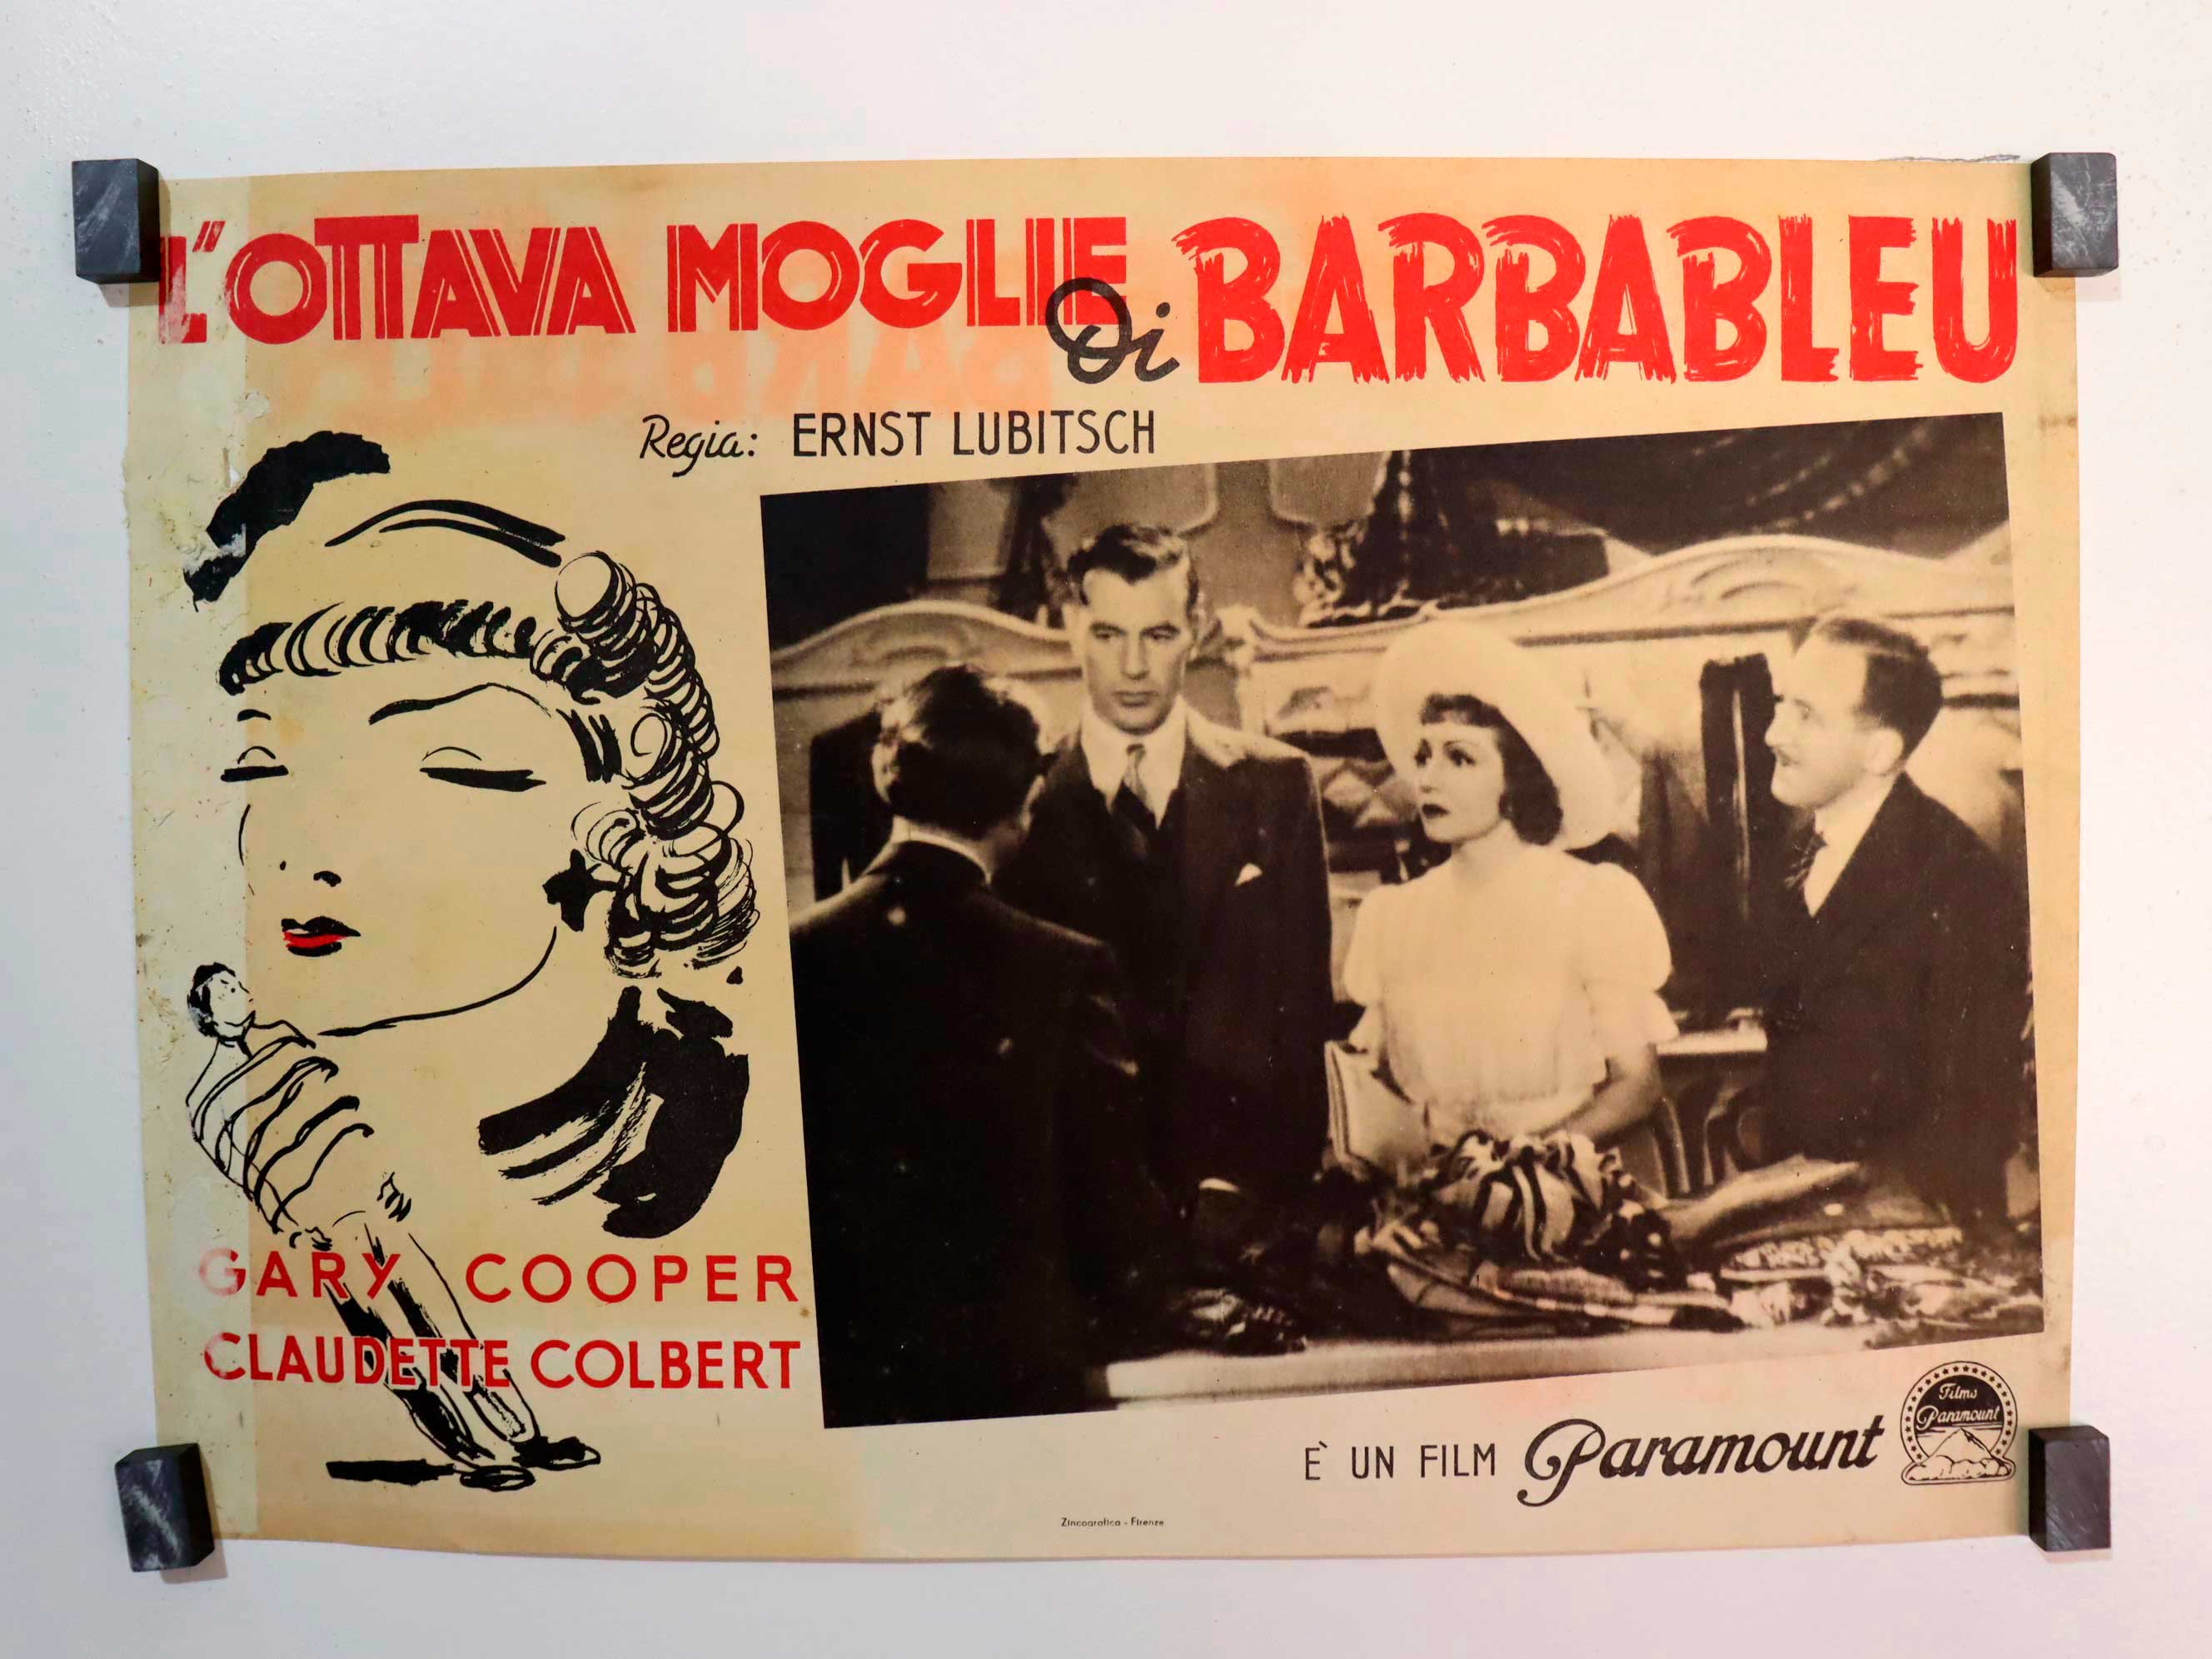 L'OTTAVA MOGLIE Di BARBABLEU
Regia: ERNST LUBITSCH
GARY COOPER
CLAUDETTE COLBERT
È UN FILM Paramount
Films
Paramount
Zincografica - Firenze